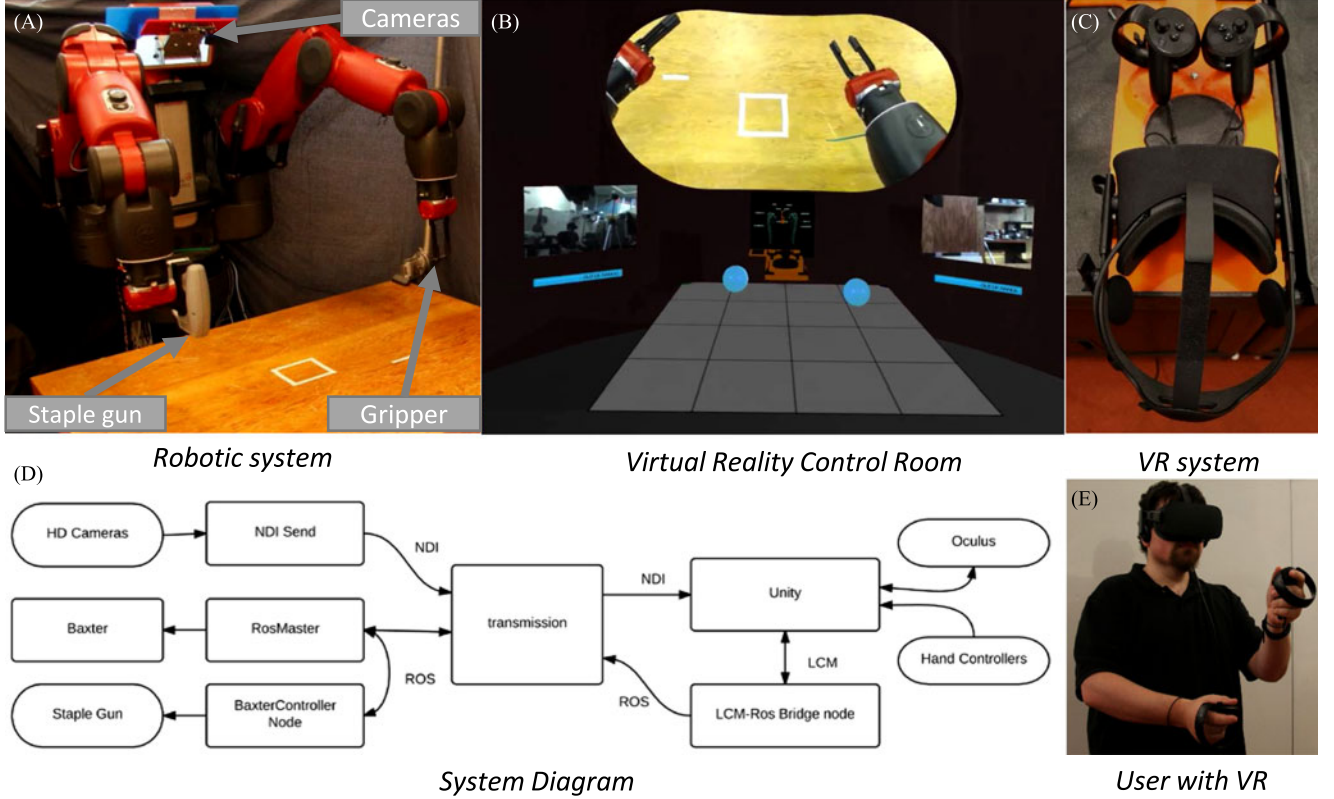 (A)
Cameras
Staple gun
Gripper
Robotic system
(B)
Virtual Reality Control Room
(C)
VR system
(D)
HD Cameras
NDI Send
NDI
Baxter
RosMaster
ROS
Staple Gun
BaxterController
Node
transmission
NDI
Unity
Oculus
Hand Controllers
LCM
ROS
LCM-Ros Bridge node
System Diagram
(E)
User with VR